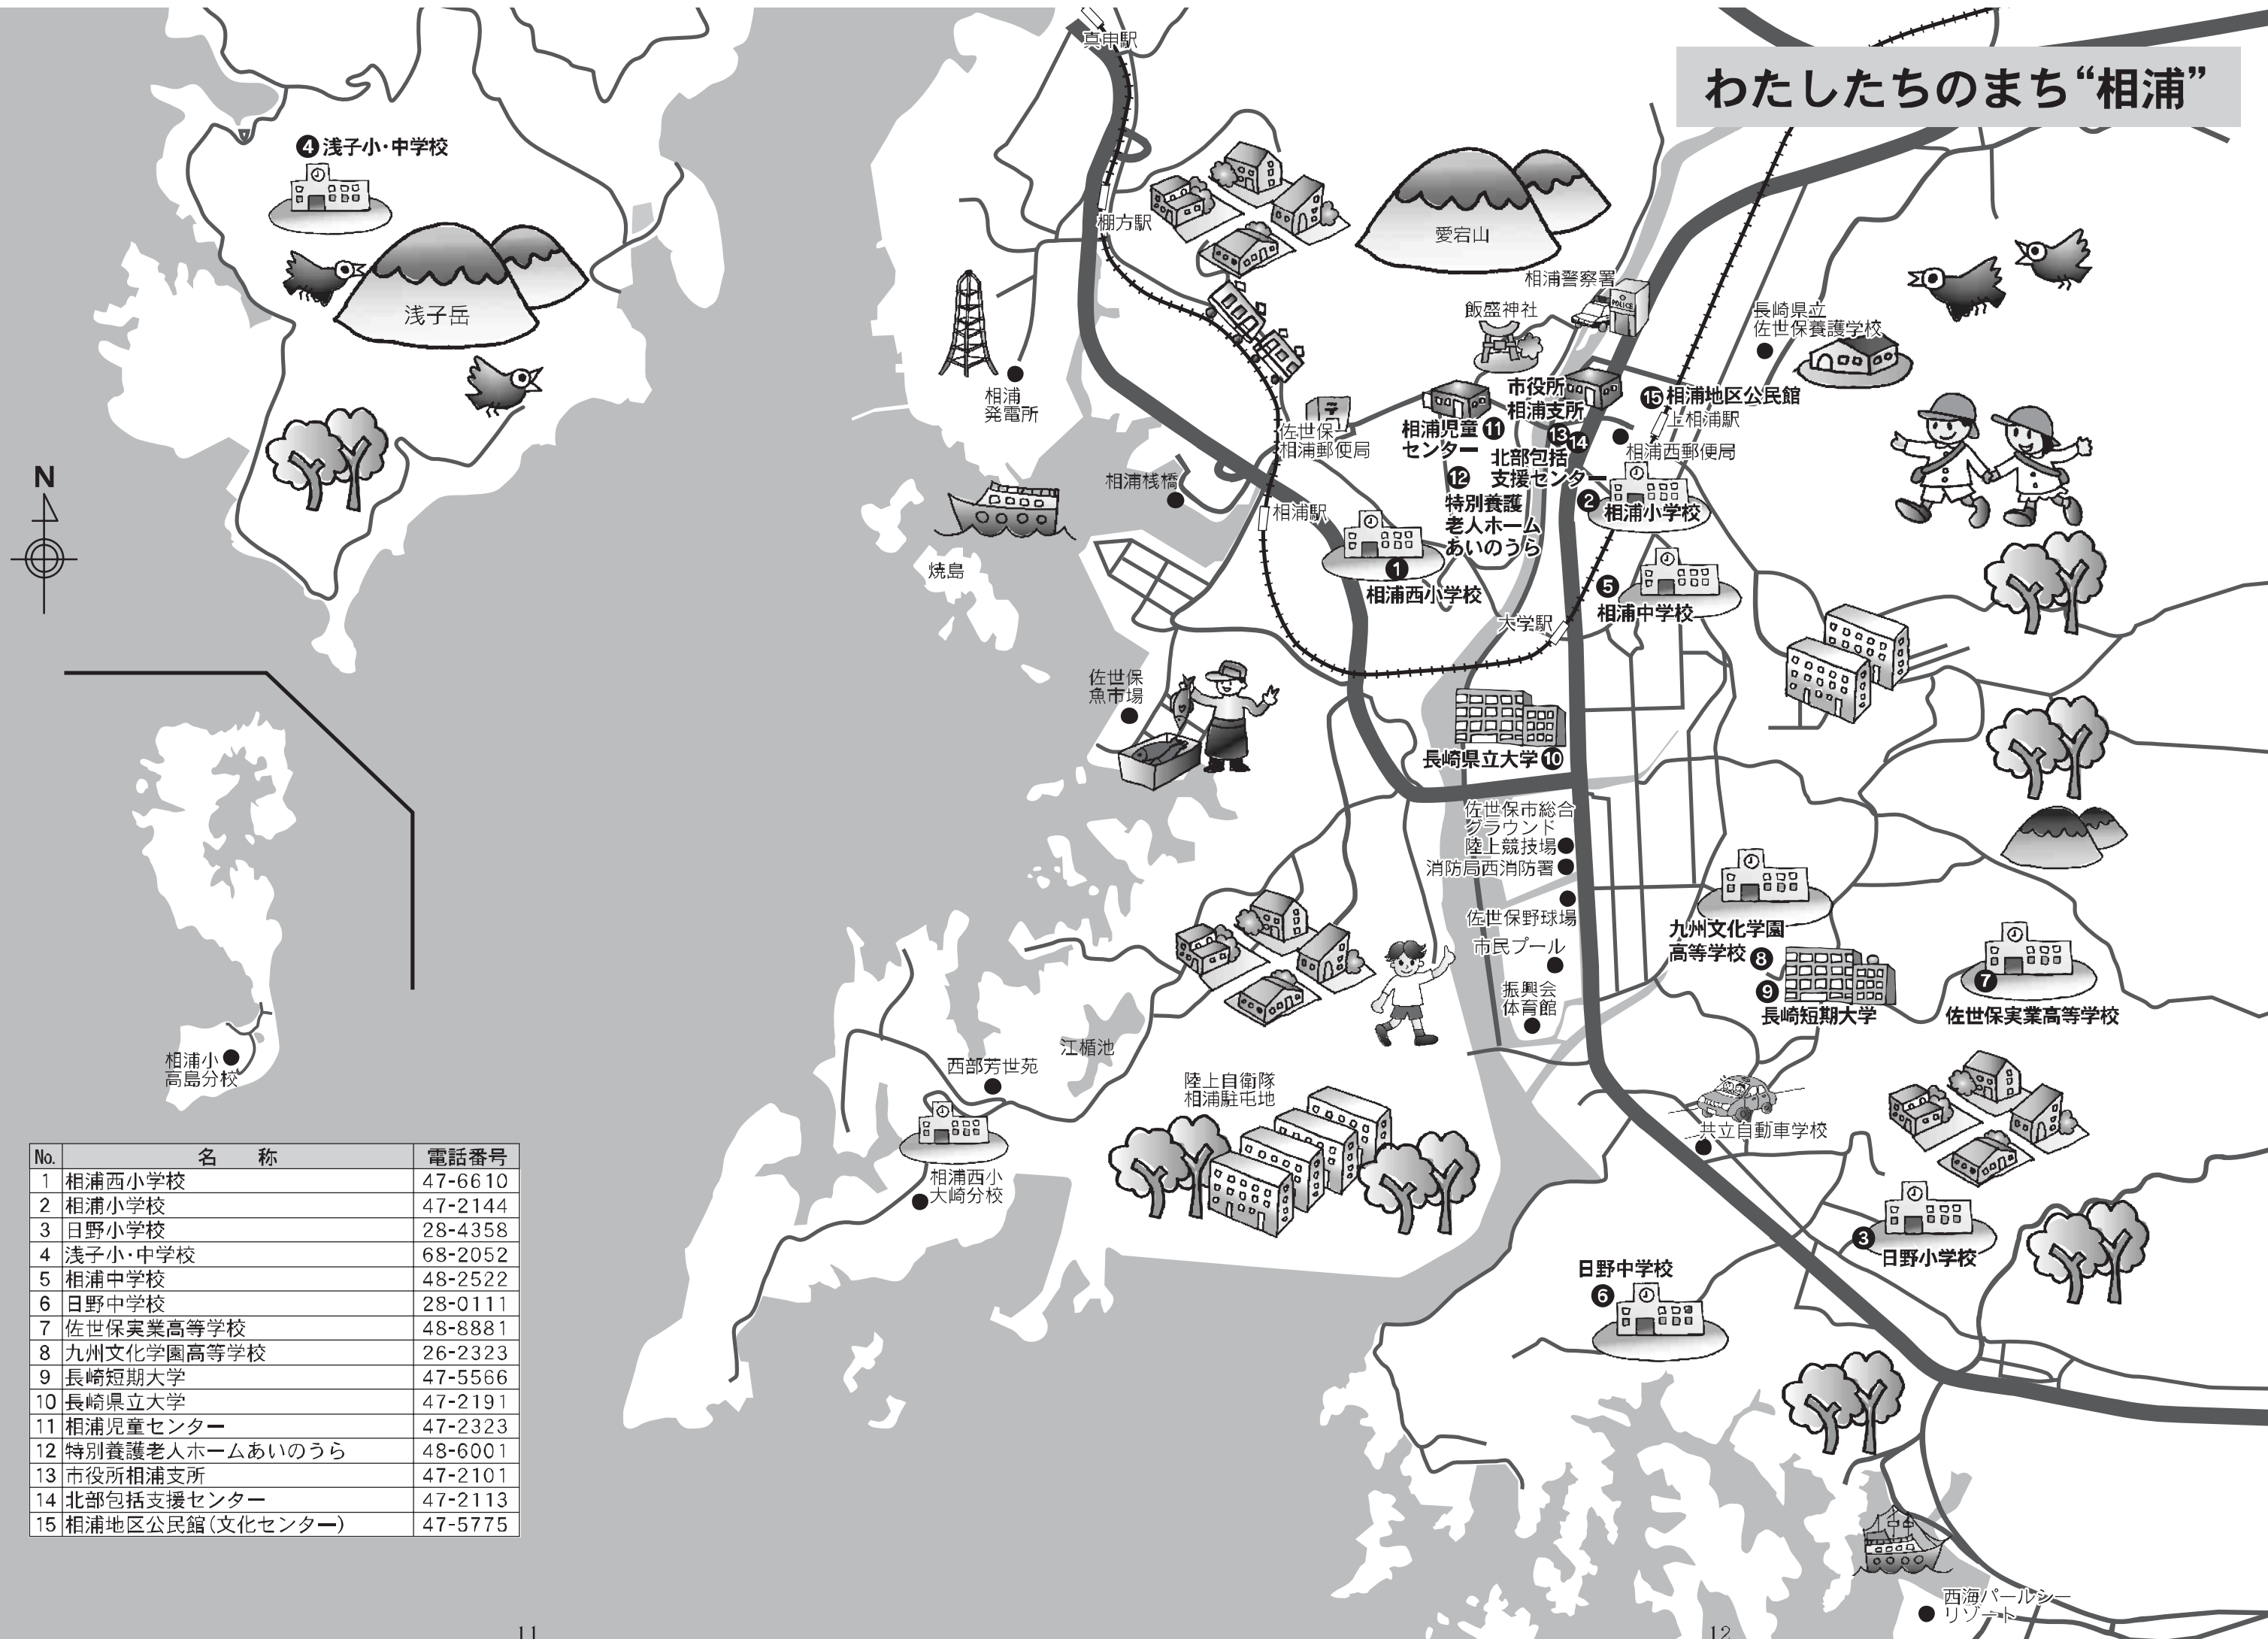 わたしたちのまち“相浦”
真申駅
❹浅子小・中学校
浅子岳
棚方駅
愛宕山
相浦警察署
POLICE
飯盛神社
長崎県立
佐世保養護学校
相浦
発電所
市役所
相浦支所
⓯相浦地区公民館
上相浦駅
佐世保
相浦郵便局
相浦児童
センター
⓫
⓭
⓮
相浦西郵便局
北部包括
支援センター
⓬
特別養護
老人ホーム
あいのうら
❷
相浦小学校
N
相浦桟橋
相浦駅
❶
相浦西小学校
焼島
❺
相浦中学校
大学駅
佐世保
魚市場
長崎県立大学❿
佐世保市総合
グラウンド
陸上競技場
消防局西消防署
佐世保野球場
市民プール
振興会
体育館
九州文化学園
高等学校❽
❾
長崎短期大学
❼
佐世保実業高等学校
相浦小
高島分校
西部芳世苑
江楯池
陸上自衛隊
相浦駐屯地
共立自動車学校
相浦西小
大崎分校
❸
日野小学校
日野中学校
❻
西海パールシー
リゾート
No. 名　称 電話番号
1 相浦西小学校 47-6610
2 相浦小学校 47-2144
3 日野小学校 28-4358
4 浅子小・中学校 68-2052
5 相浦中学校 48-2522
6 日野中学校 28-0111
7 佐世保実業高等学校 48-8881
8 九州文化学園高等学校 26-2323
9 長崎短期大学 47-5566
10 長崎県立大学 47-2191
11 相浦児童センター 47-2323
12 特別養護老人ホームあいのうら 48-6001
13 市役所相浦支所 47-2101
14 北部包括支援センター 47-2113
15 相浦地区公民館（文化センター） 47-5775
11
12